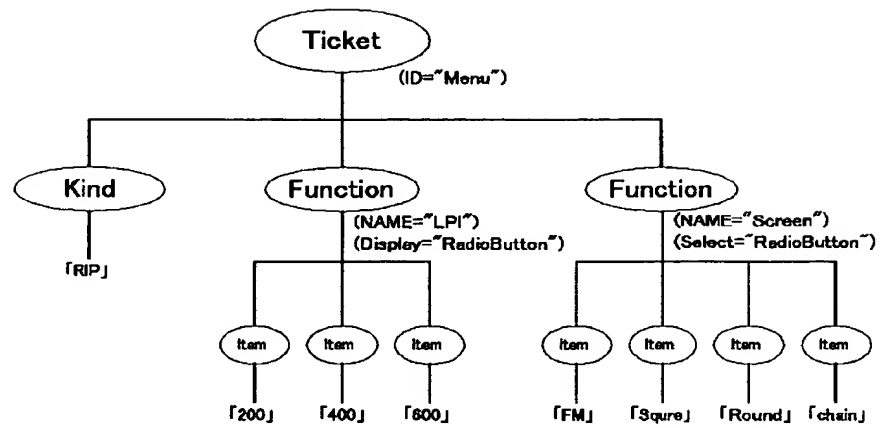 Ticket
(ID="Menu")
Kind
Function
Function
(NAME="LPI")
(Display="RadioButton")
(NAME="Screen")
(Select="RadioButton")
「RIP」
Item
Item
Item
Item
Item
Item
Item
「200」
「400」
「600」
「FM」
「Squre」
「Round」
「chain」